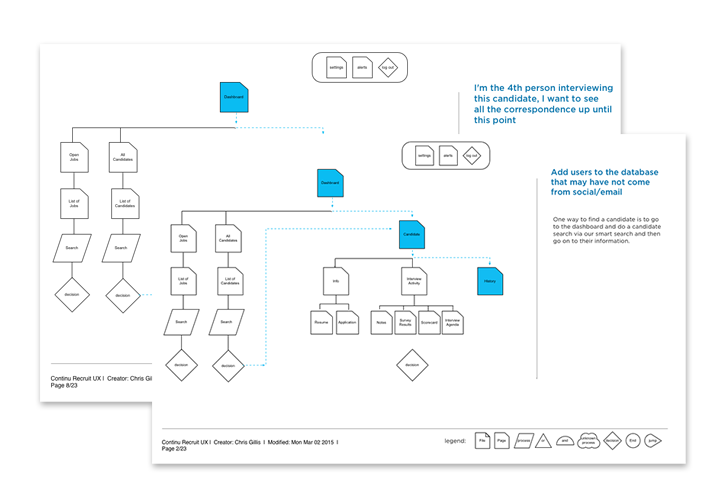 settings
alerts
log out
Dashboard
I'm the 4th person interviewing
this candidate, I want to see
all the correspondence up until
this point
Open
Jobs
All
Candidates
List of
Jobs
List of
Candidates
Search
Search
decision
decision
Continu Recruit UX I Creator: Chris Gil
Page 8/23
settings
alerts
log out
Dashboard
Add users to the database
that may have not come
from social/email
One way to find a candidate is to go
to the dashboard and do a candidate
search via our smart search and then
go on to their information.
Open
Jobs
All
Candidates
Candidate
List of
Jobs
List of
Candidates
Info
Interview
Activity
History
Search
Search
Resume
Application
Notes
Survey
Results
Scorecard
Interview
Agenda
decision
decision
decision
Continu Recruit UX I Creator: Chris Gillis I Modified: Mon Mar 02 2015 I
Page 2/23
legend:
File
Page
process
or
and
unknown
process
decision
End
jump